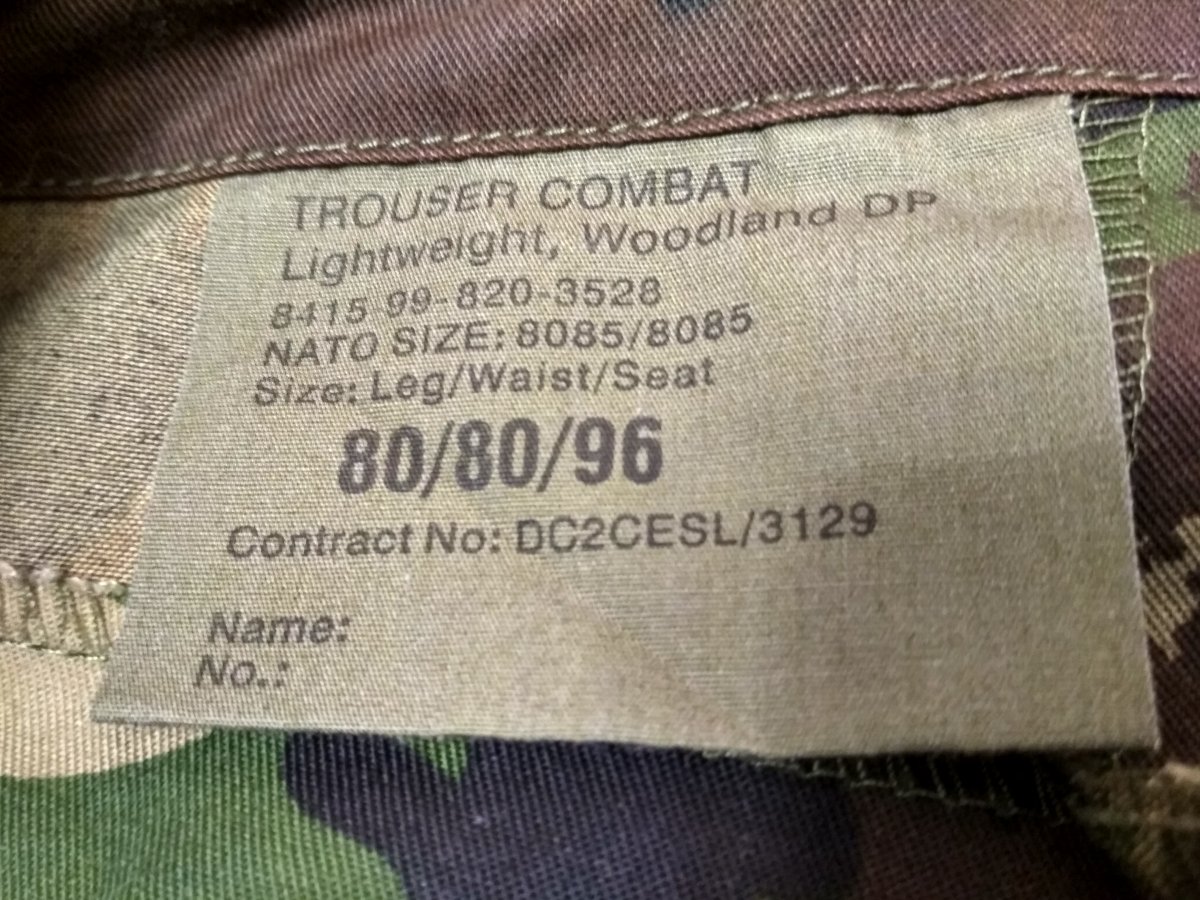 TROUSER COMBAT
Lightweight, Woodland DP
8415 99-820-3528
NATO SIZE: 8085/8085
Size: Leg/Waist/Seat
80/80/96
Contract No: DC2CESL/3129
Name:
No.: